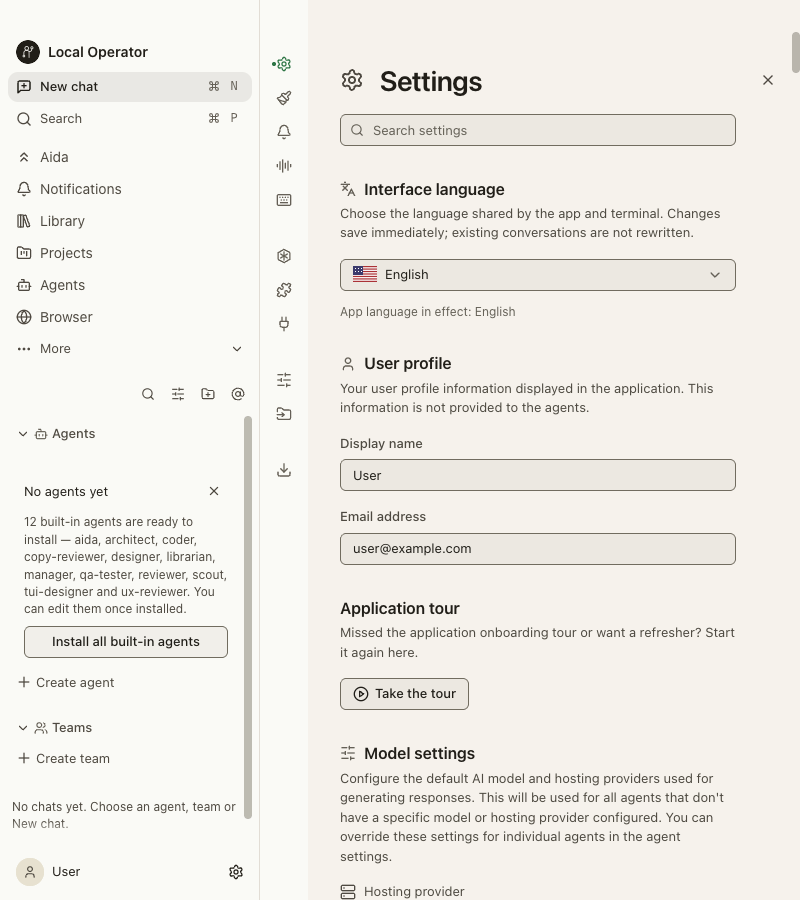 Local Operator
New chat ⌘ N
Search ⌘ P
Aida
Notifications
Library
Projects
Agents
Browser
More
Agents
No agents yet
12 built-in agents are ready to
install — aida, architect, coder,
copy-reviewer, designer, librarian,
manager, qa-tester, reviewer, scout,
tui-designer and ux-reviewer. You
can edit them once installed.
Install all built-in agents
Create agent
Teams
Create team
No chats yet. Choose an agent, team or
New chat.
User
Settings
Search settings
Interface language
Choose the language shared by the app and terminal. Changes
save immediately; existing conversations are not rewritten.
English
App language in effect: English
User profile
Your user profile information displayed in the application. This
information is not provided to the agents.
Display name
User
Email address
user@example.com
Application tour
Missed the application onboarding tour or want a refresher? Start
it again here.
Take the tour
Model settings
Configure the default AI model and hosting providers used for
generating responses. This will be used for all agents that don't
have a specific model or hosting provider configured. You can
override these settings for individual agents in the agent
settings.
Hosting provider